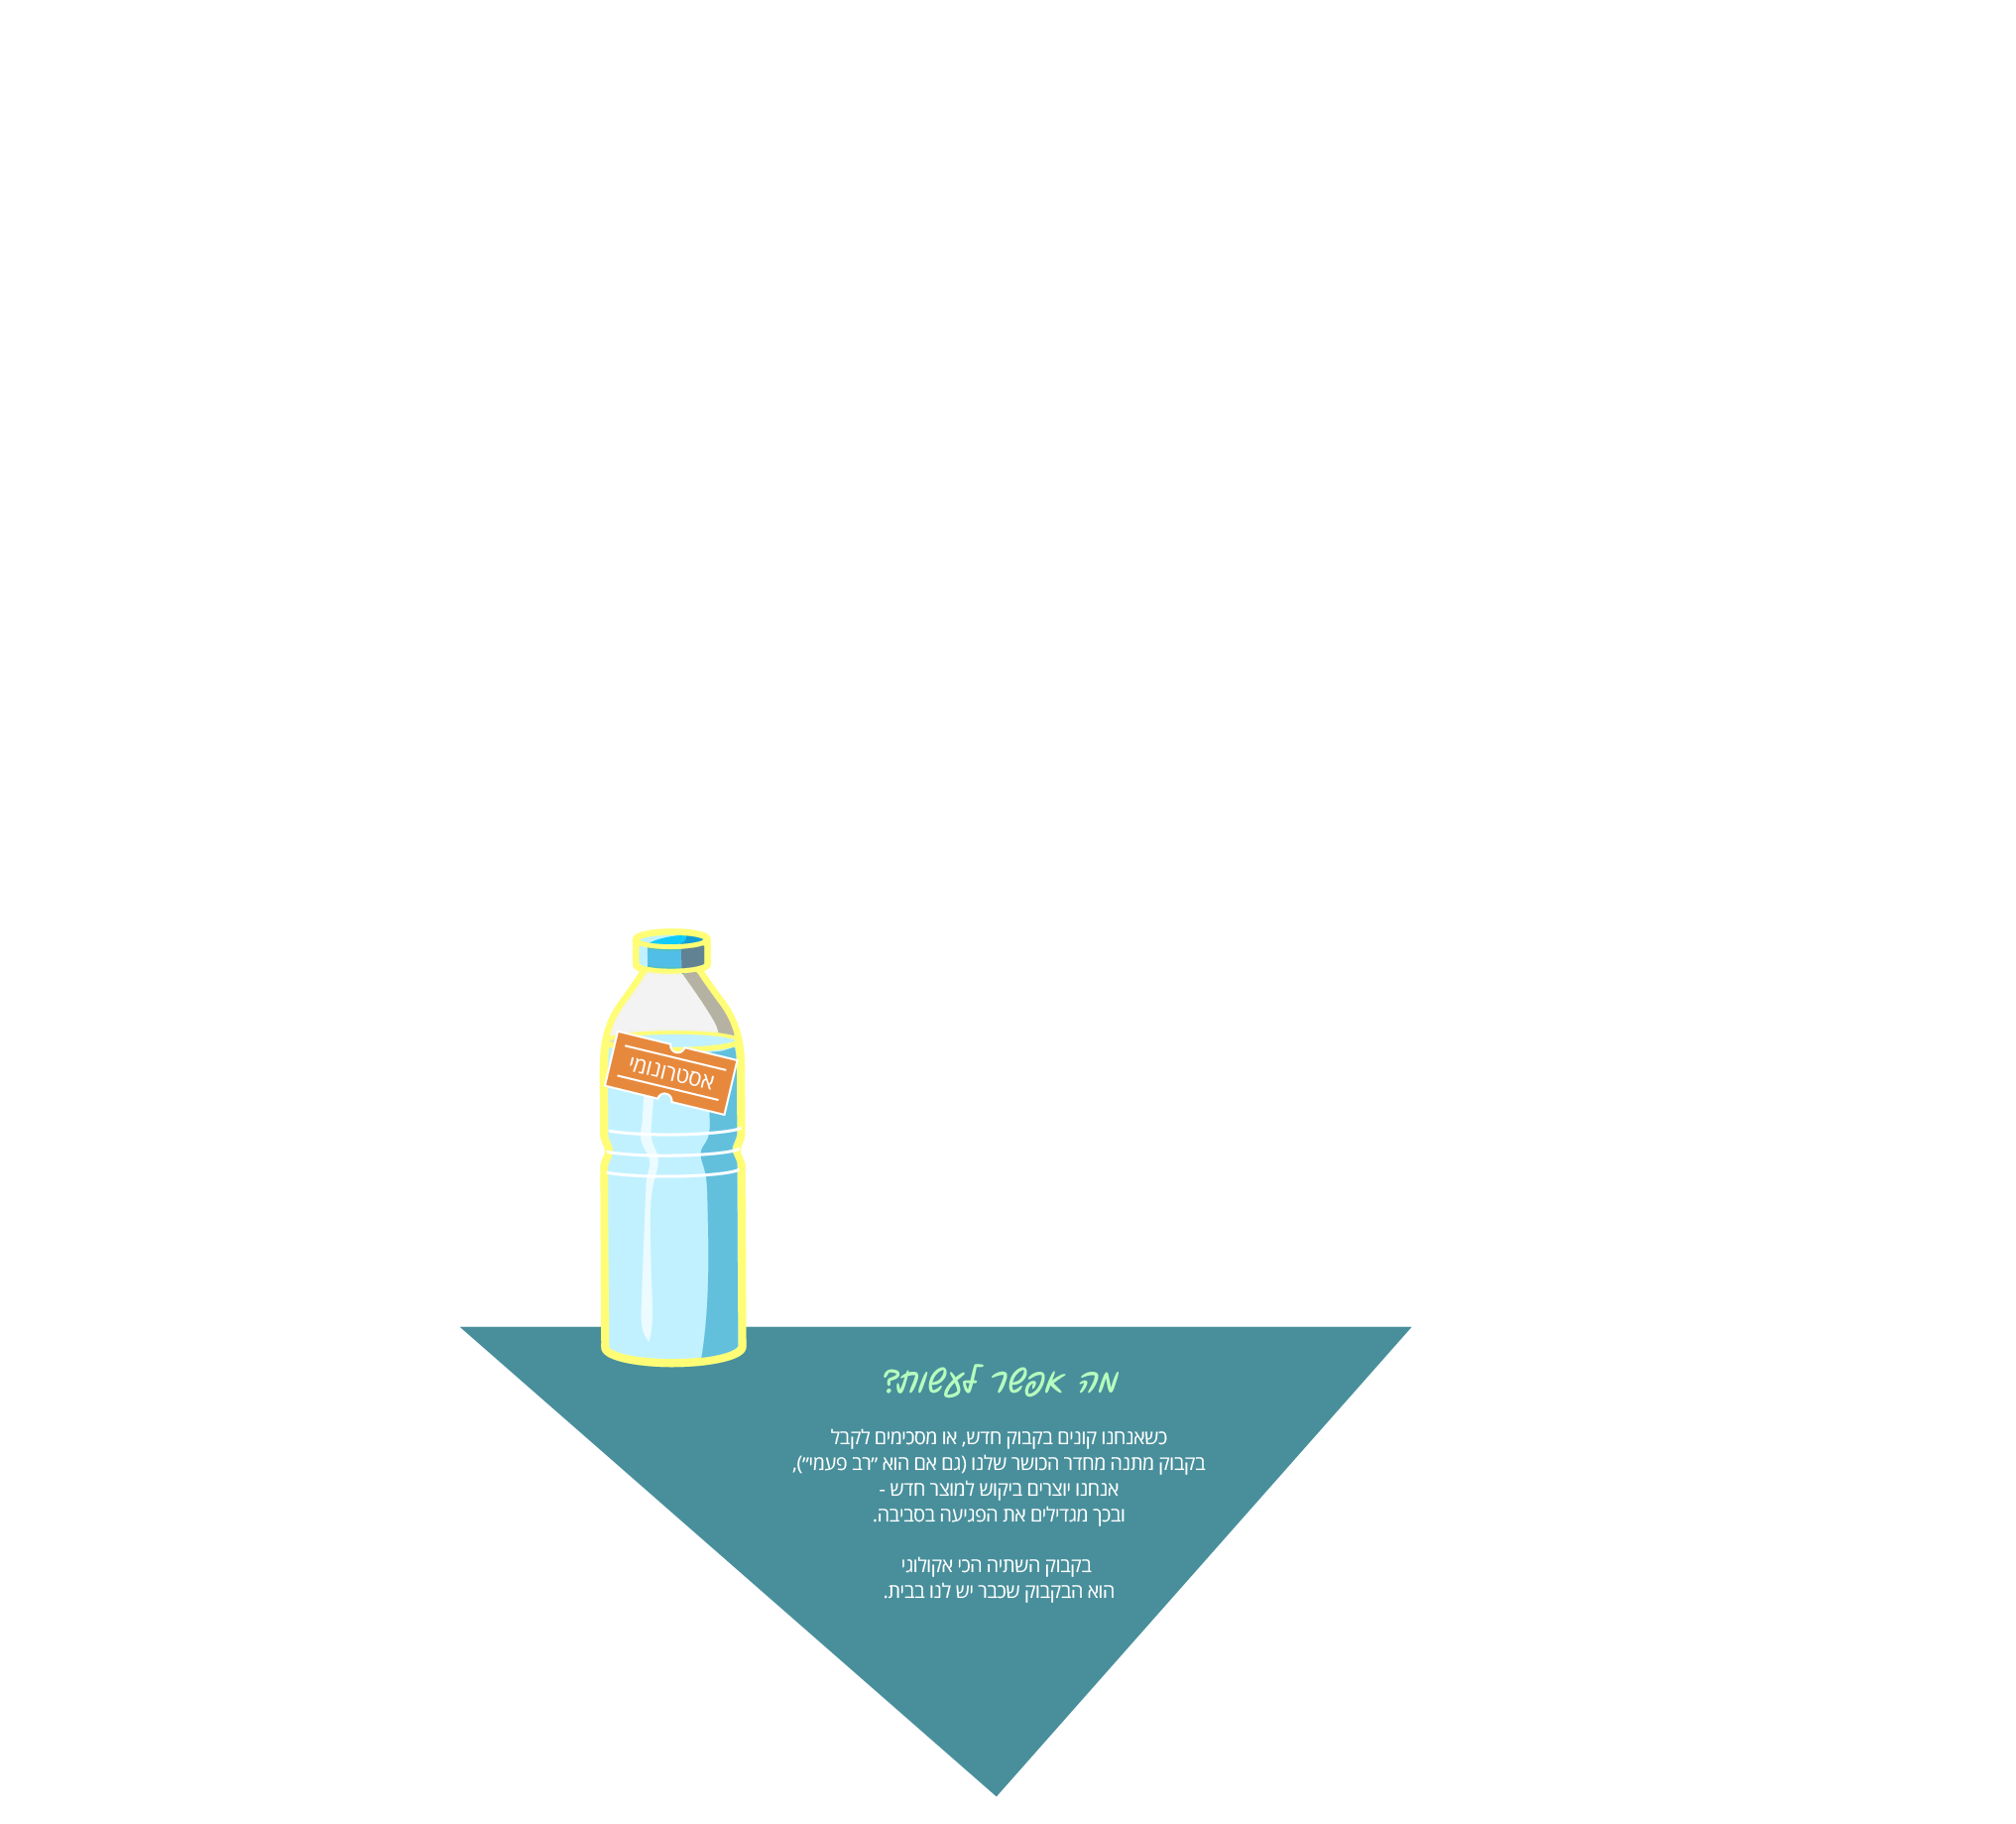 אסטרונומי
מה אפשר לעשות?
כשאנחנו קונים בקבוק חדש, או מסכימים לקבל
בקבוק מתנה מחדר הכושר שלנו (גם אם הוא ״רב פעמי״),
אנחנו יוצרים ביקוש למוצר חדש -
ובכך מגדילים את הפגיעה בסביבה.
בקבוק השתיה הכי אקולוגי
הוא הבקבוק שכבר יש לנו בבית.